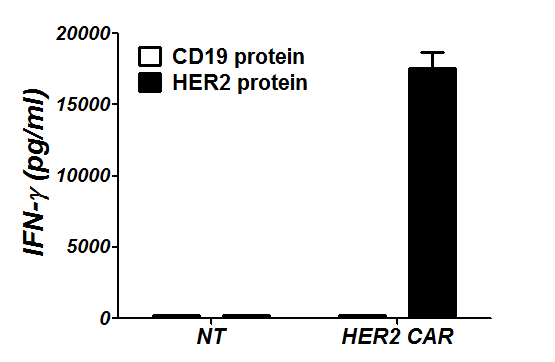 20000
CD19 protein
HER2 protein
15000
IFN-γ (pg/ml)
10000
5000
0
NT
HER2 CAR